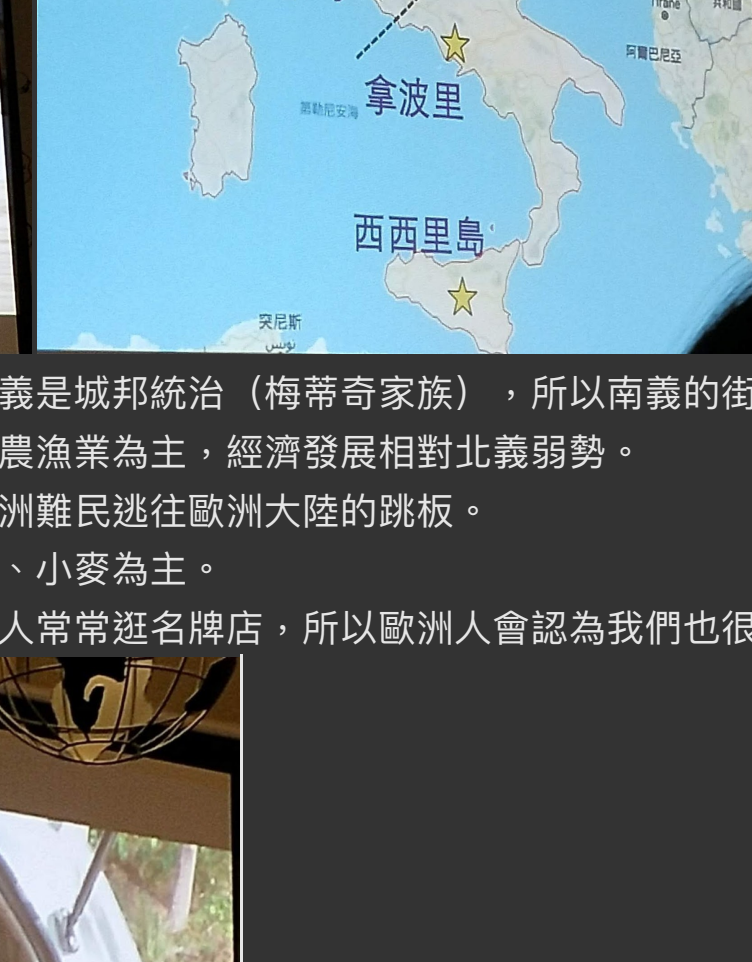 共和國
Tirane
阿爾巴尼亞
第勒尼安海
拿波里
西西里島
突尼斯
تونس
義是城邦統治（梅蒂奇家族），所以南義的街
農漁業為主，經濟發展相對北義弱勢。
洲難民逃往歐洲大陸的跳板。
、小麥為主。
人常常逛名牌店，所以歐洲人會認為我們也很